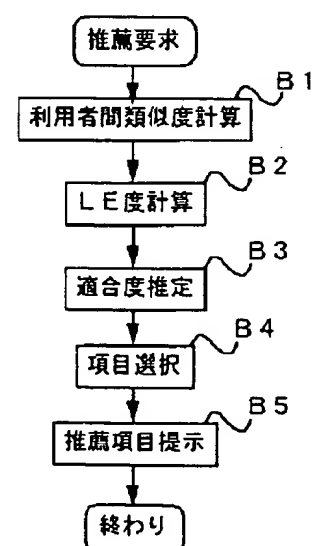 推薦要求
B1
利用者間類似度計算
B2
LE度計算
B3
適合度推定
B4
項目選択
B5
推薦項目提示
終わり